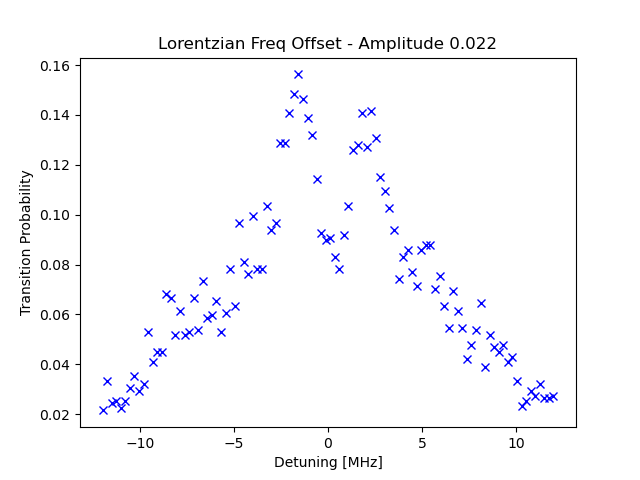 Lorentzian Freq Offset - Amplitude 0.022
0.16
0.14
0.12
0.10
0.08
0.06
0.04
0.02
Transition Probability
−10 −5 0 5 10
Detuning [MHz]